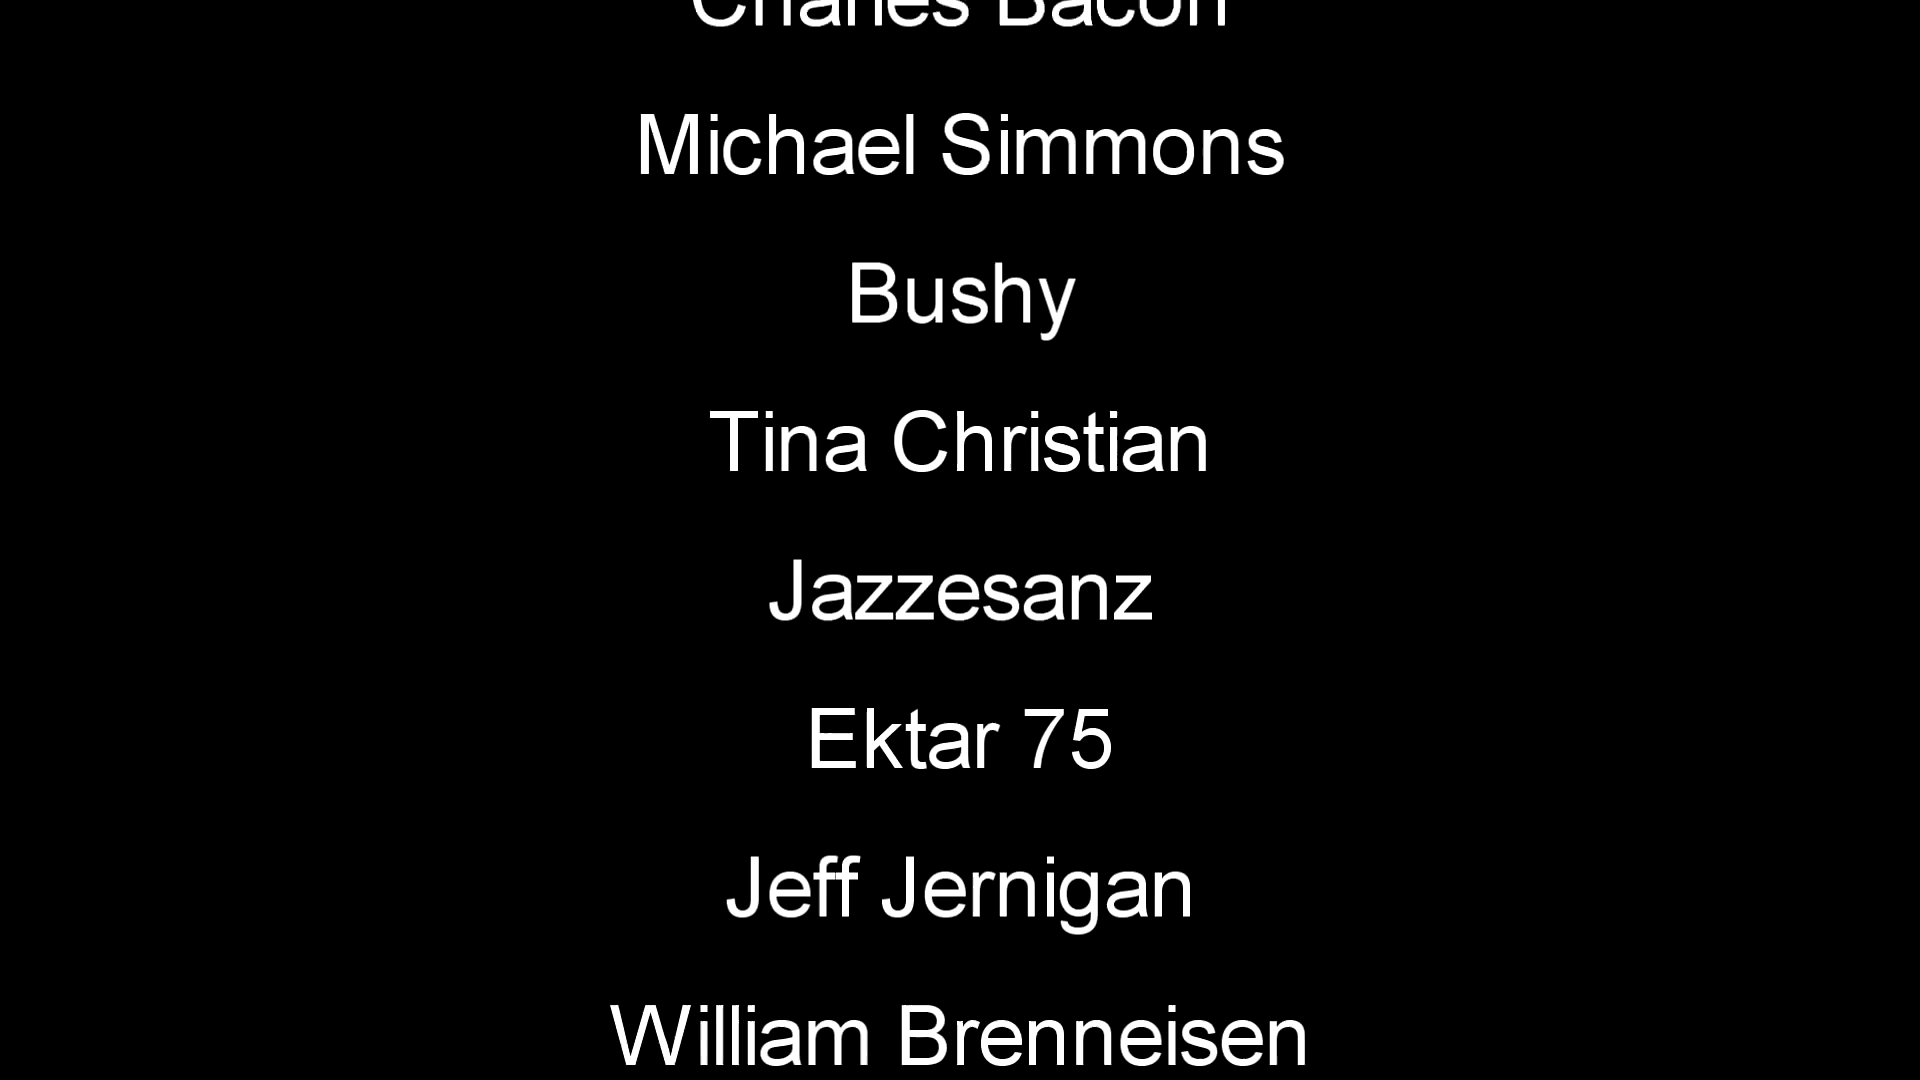 Charles Bacon
Michael Simmons
Bushy
Tina Christian
Jazzesanz
Ektar 75
Jeff Jernigan
William Brenneisen